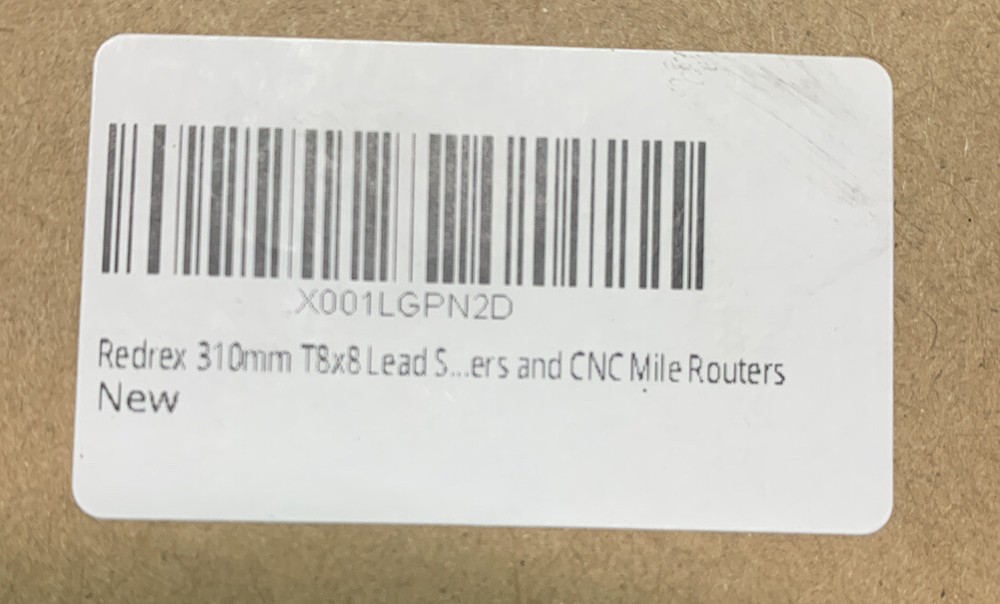 X001LGPN2D
Redrex 310mm T8x8 Lead S...ers and CNC Mile Routers
New